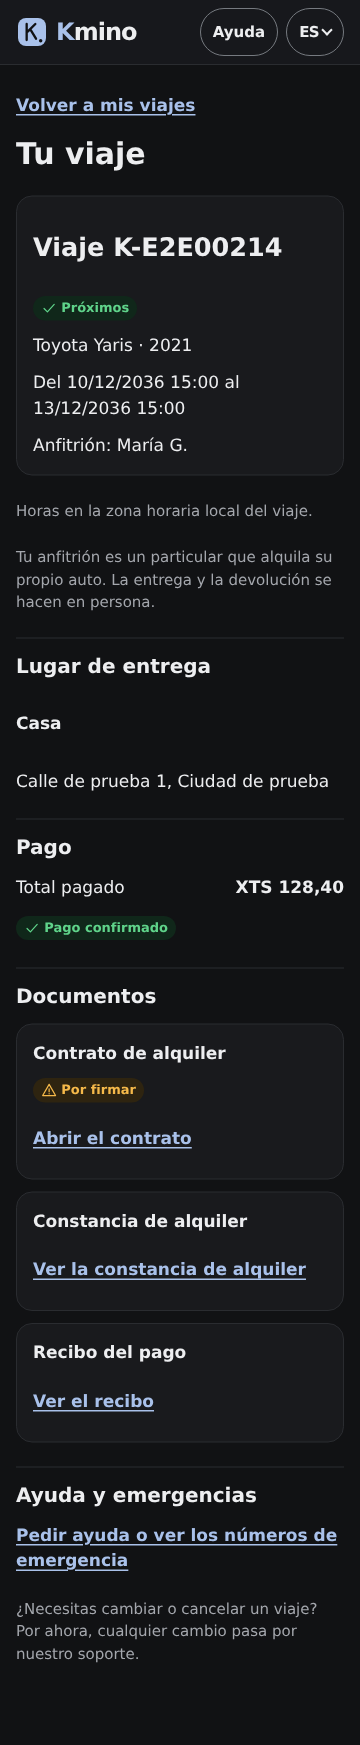 K. Kmino
Ayuda
ES
Volver a mis viajes
Tu viaje
Viaje K-E2E00214
Próximos
Toyota Yaris · 2021
Del 10/12/2036 15:00 al
13/12/2036 15:00
Anfitrión: María G.
Horas en la zona horaria local del viaje.
Tu anfitrión es un particular que alquila su
propio auto. La entrega y la devolución se
hacen en persona.
Lugar de entrega
Casa
Calle de prueba 1, Ciudad de prueba
Pago
Total pagado XTS 128,40
Pago confirmado
Documentos
Contrato de alquiler
Por firmar
Abrir el contrato
Constancia de alquiler
Ver la constancia de alquiler
Recibo del pago
Ver el recibo
Ayuda y emergencias
Pedir ayuda o ver los números de
emergencia
¿Necesitas cambiar o cancelar un viaje?
Por ahora, cualquier cambio pasa por
nuestro soporte.